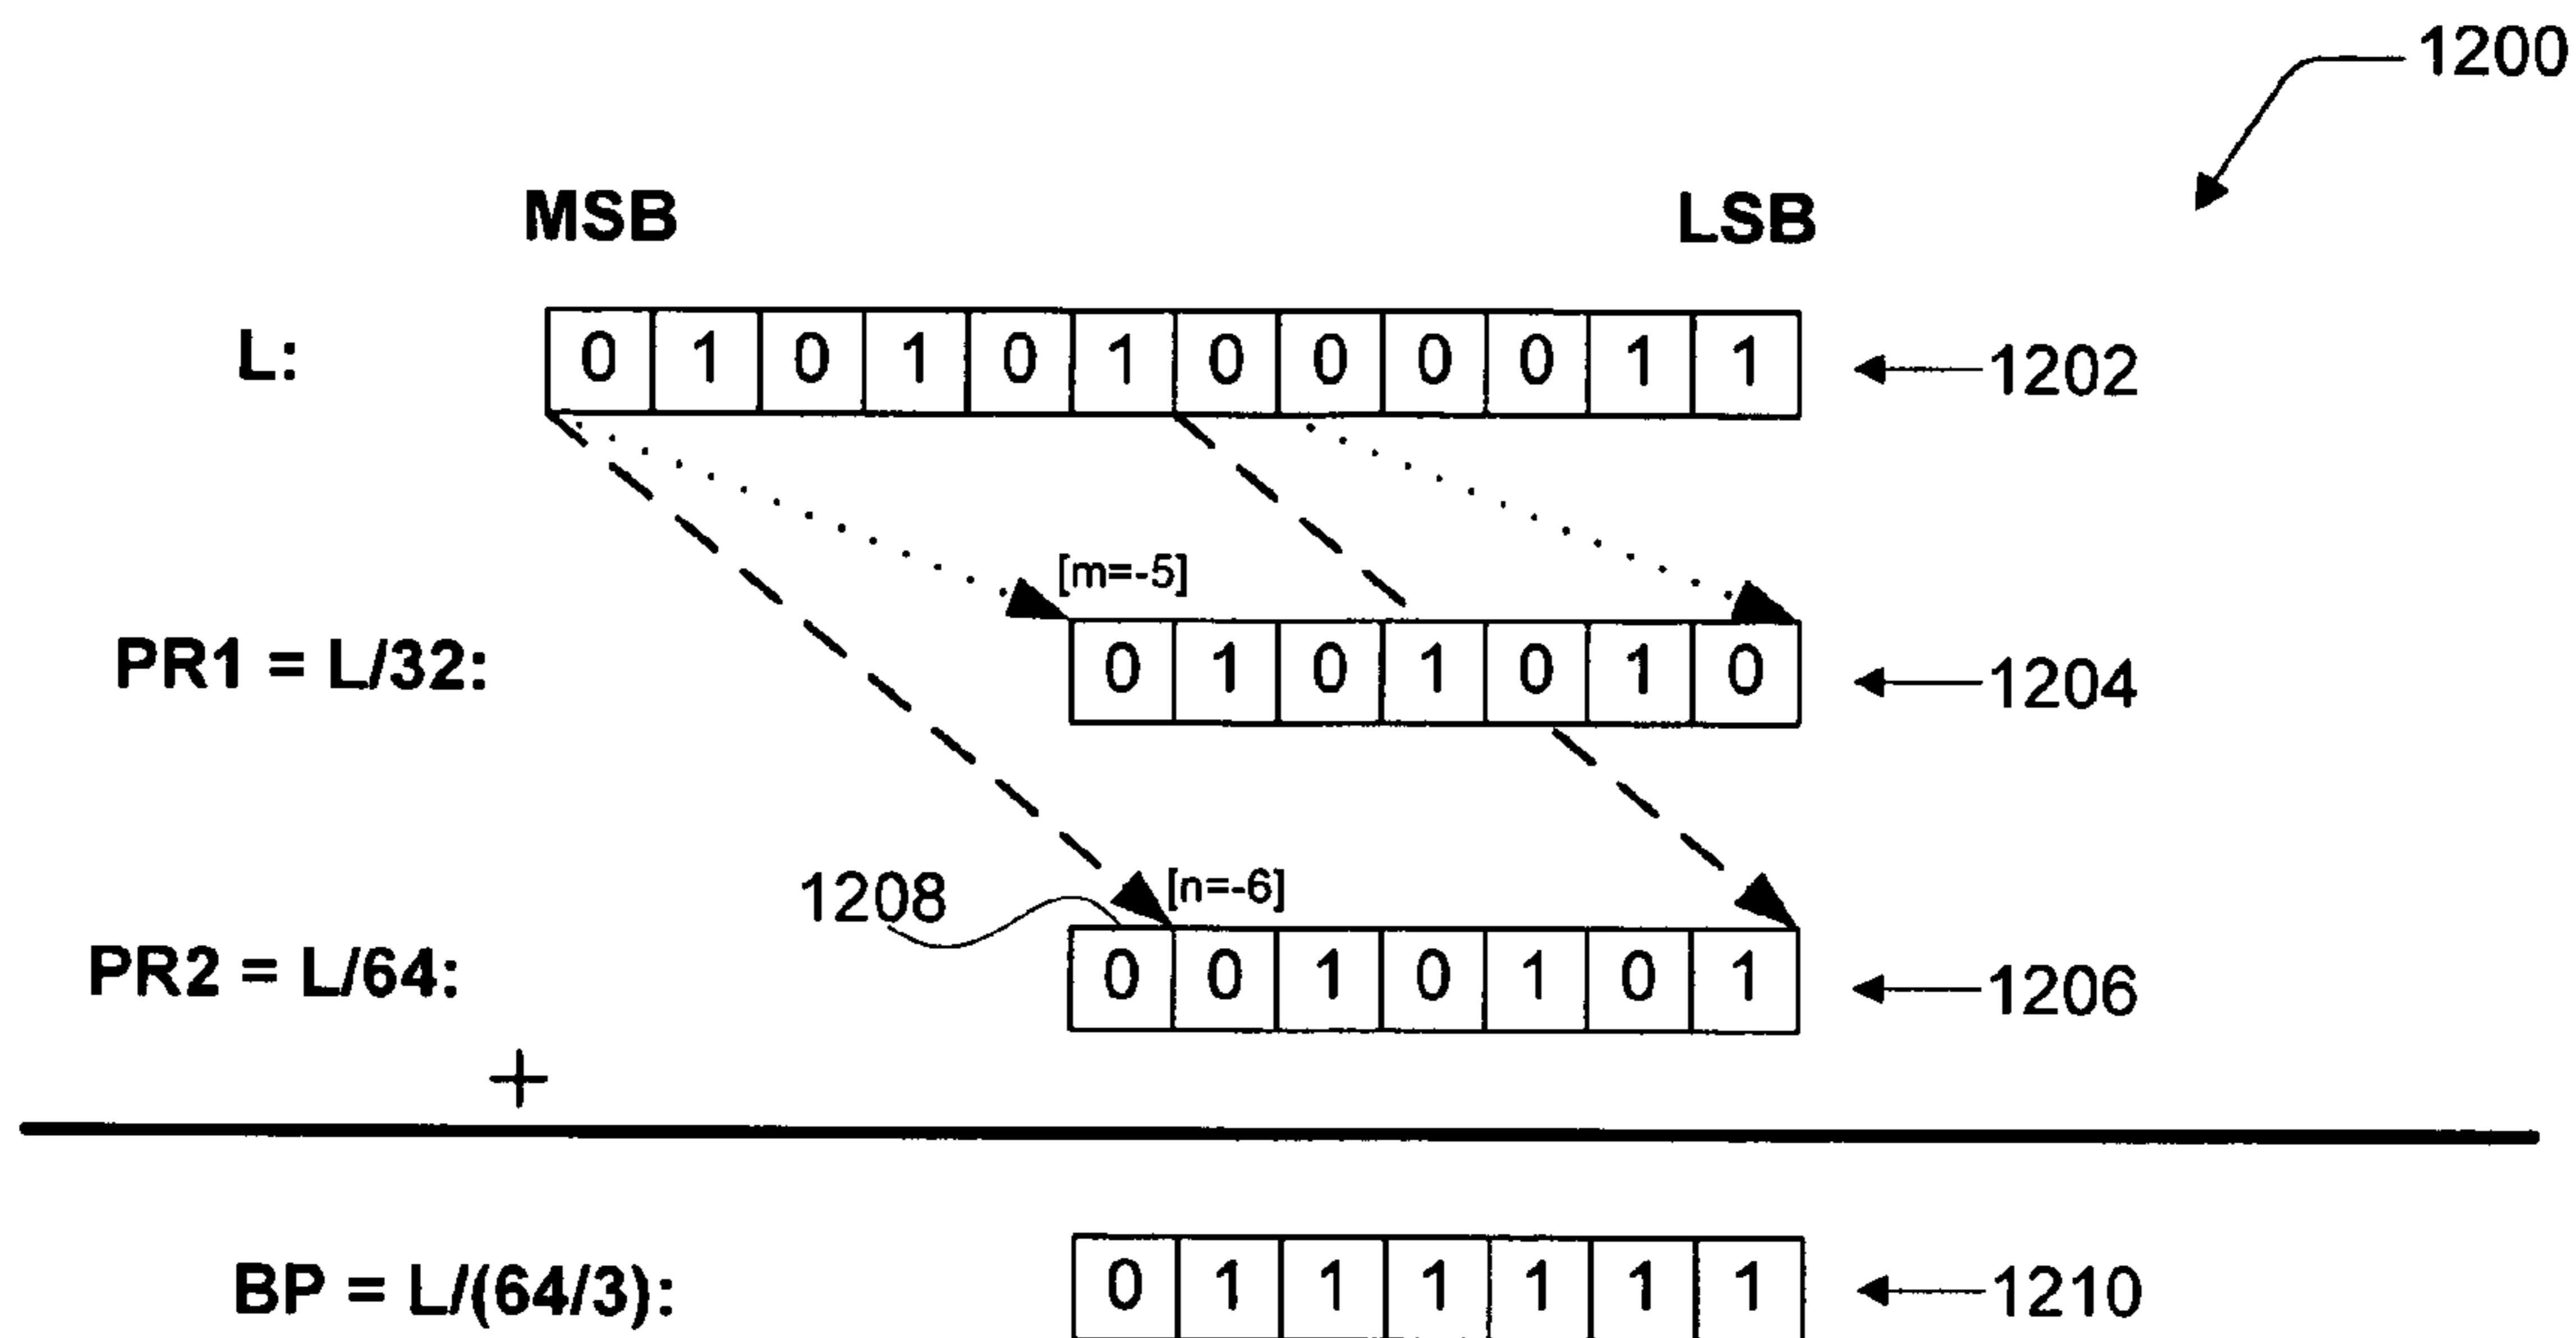 1200
MSB LSB
L: 0 1 0 1 0 1 0 0 0 0 1 1 1202
[m=-5]
PR1 = L/32: 0 1 0 1 0 1 0 1204
1208 [n=-6]
PR2 = L/64: 0 0 1 0 1 0 1 1206
+
BP = L/(64/3): 0 1 1 1 1 1 1 1210